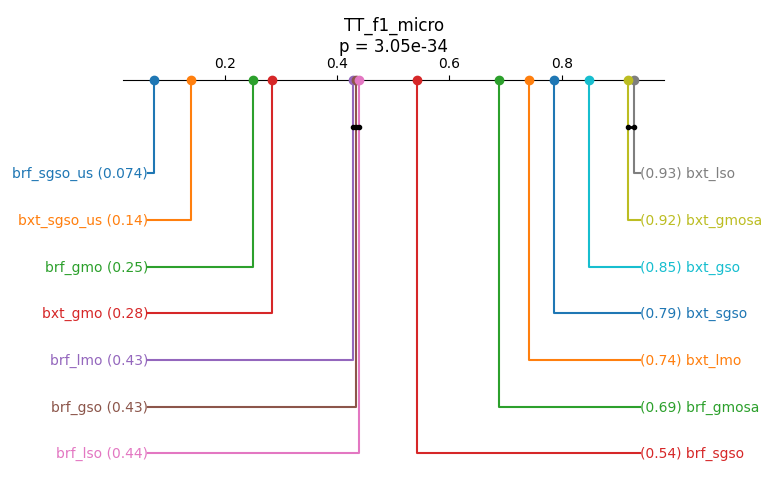 TT_f1_micro
p = 3.05e-34
0.2 0.4 0.6 0.8
brf_sgso_us (0.074) (0.93) bxt_lso
bxt_sgso_us (0.14) (0.92) bxt_gmosa
brf_gmo (0.25) (0.85) bxt_gso
bxt_gmo (0.28) (0.79) bxt_sgso
brf_lmo (0.43) (0.74) bxt_lmo
brf_gso (0.43) (0.69) brf_gmosa
brf_lso (0.44) (0.54) brf_sgso